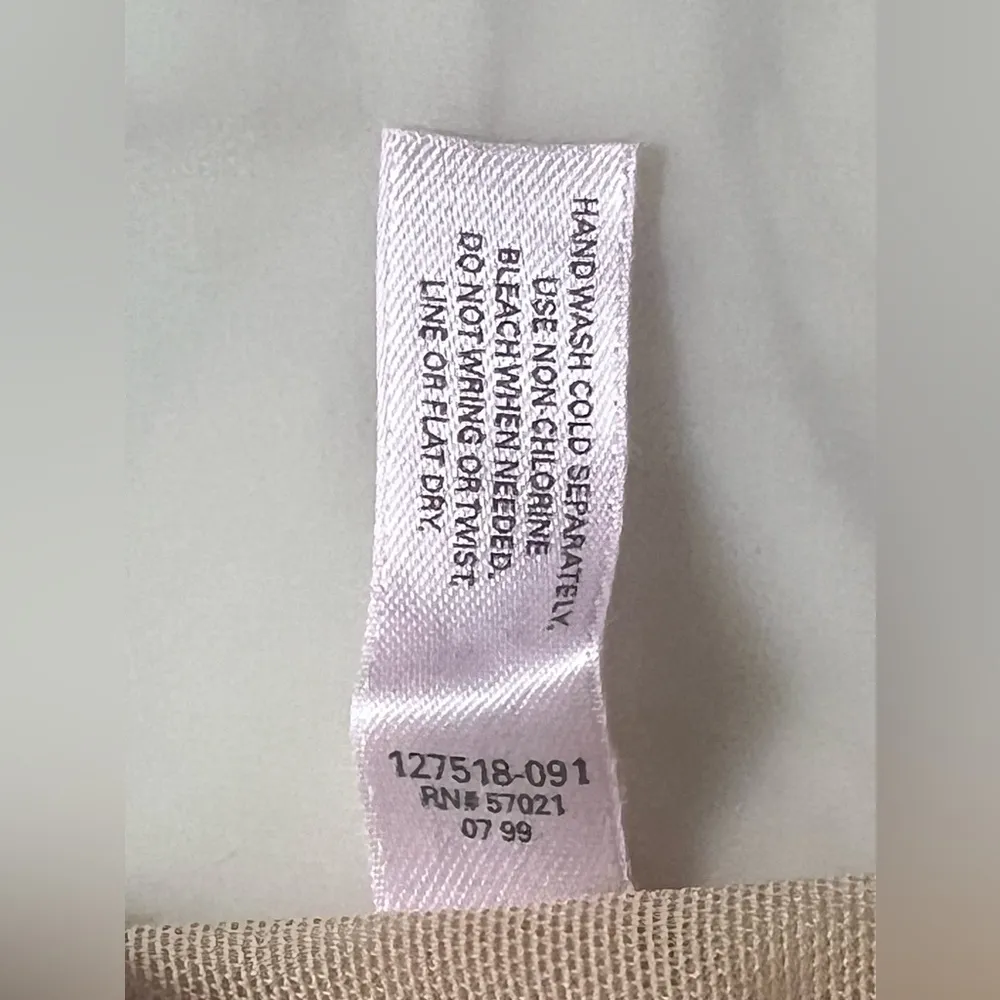 HAND WASH COLD SEPARATELY,
USE NON-CHLORINE
BLEACH WHEN NEEDED,
DO NOT WRING OR TWIST,
LINE OR FLAT DRY,
127518-091
RN# 57021
07 99